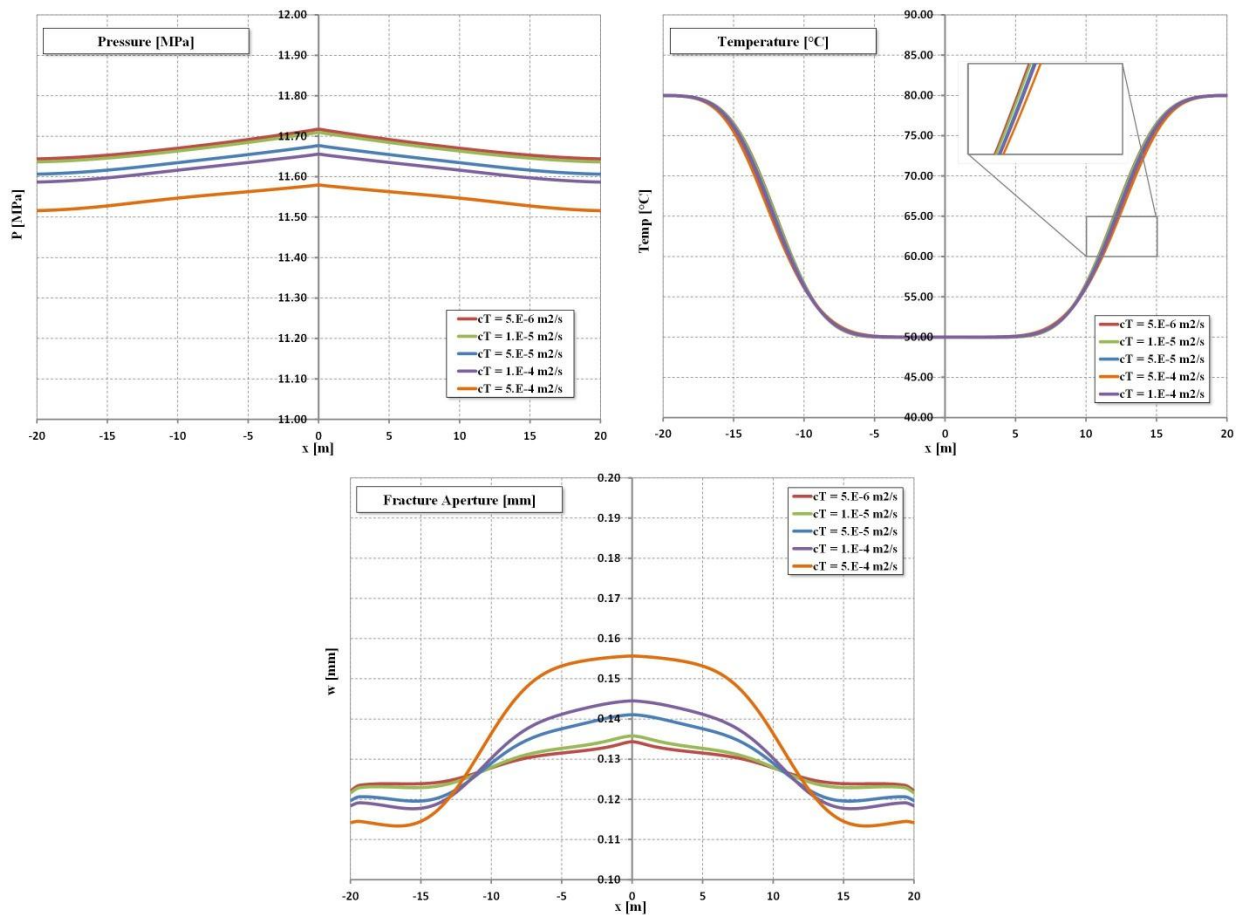 Pressure [MPa]
12.00
11.90
11.80
11.70
11.60
11.50
11.40
11.30
11.20
11.10
11.00
P [MPa]
cT = 5.E-6 m2/s
cT = 1.E-5 m2/s
cT = 5.E-5 m2/s
cT = 1.E-4 m2/s
cT = 5.E-4 m2/s
-20 -15 -10 -5 0 5 10 15 20
x [m]
Temperature [°C]
90.00
85.00
80.00
75.00
70.00
65.00
60.00
55.00
50.00
45.00
40.00
Temp [°C]
cT = 5.E-6 m2/s
cT = 1.E-5 m2/s
cT = 5.E-5 m2/s
cT = 5.E-4 m2/s
cT = 1.E-4 m2/s
-20 -15 -10 -5 0 5 10 15 20
x [m]
Fracture Aperture [mm]
0.20
0.19
0.18
0.17
0.16
0.15
0.14
0.13
0.12
0.11
0.10
w [mm]
cT = 5.E-6 m2/s
cT = 1.E-5 m2/s
cT = 5.E-5 m2/s
cT = 1.E-4 m2/s
cT = 5.E-4 m2/s
-20 -15 -10 -5 0 5 10 15 20
x [m]